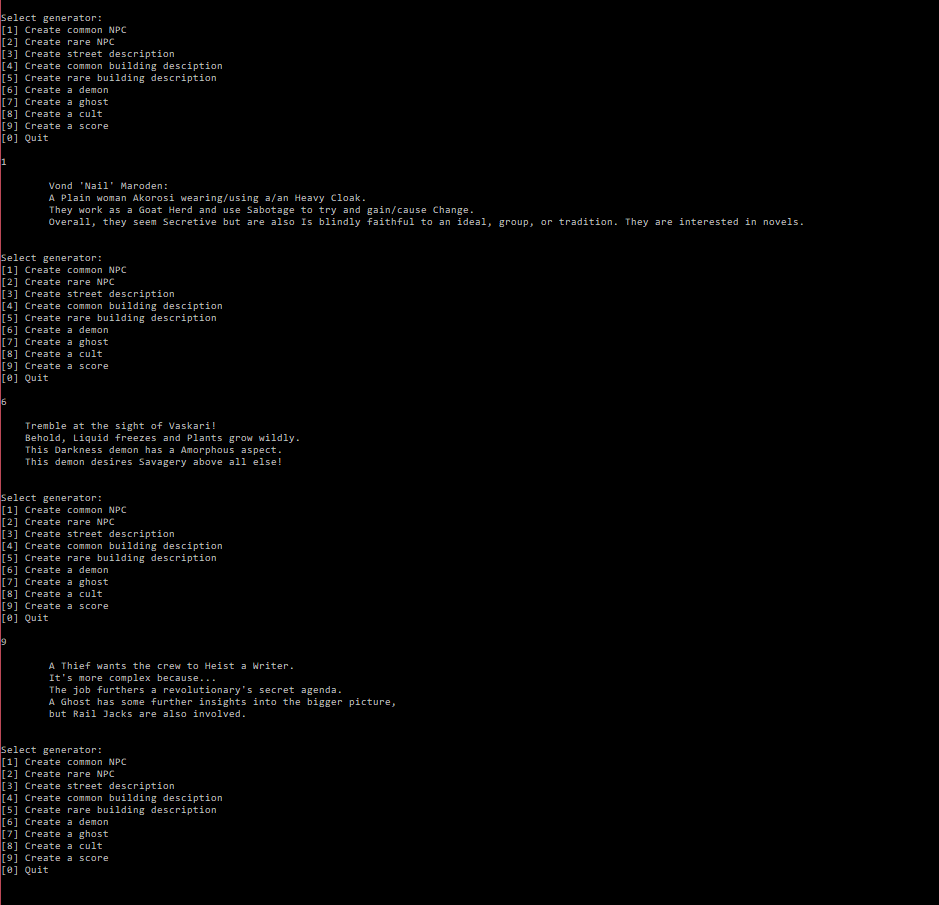 Select generator:
[1] Create common NPC
[2] Create rare NPC
[3] Create street description
[4] Create common building desciption
[5] Create rare building description
[6] Create a demon
[7] Create a ghost
[8] Create a cult
[9] Create a score
[0] Quit
1
Vond 'Nail' Maroden:
A Plain woman Akorosi wearing/using a/an Heavy Cloak.
They work as a Goat Herd and use Sabotage to try and gain/cause Change.
Overall, they seem Secretive but are also Is blindly faithful to an ideal, group, or tradition. They are interested in novels.
Select generator:
[1] Create common NPC
[2] Create rare NPC
[3] Create street description
[4] Create common building desciption
[5] Create rare building description
[6] Create a demon
[7] Create a ghost
[8] Create a cult
[9] Create a score
[0] Quit
6
Tremble at the sight of Vaskari!
Behold, Liquid freezes and Plants grow wildly.
This Darkness demon has a Amorphous aspect.
This demon desires Savagery above all else!
Select generator:
[1] Create common NPC
[2] Create rare NPC
[3] Create street description
[4] Create common building desciption
[5] Create rare building description
[6] Create a demon
[7] Create a ghost
[8] Create a cult
[9] Create a score
[0] Quit
9
A Thief wants the crew to Heist a Writer.
It's more complex because...
The job furthers a revolutionary's secret agenda.
A Ghost has some further insights into the bigger picture,
but Rail Jacks are also involved.
Select generator:
[1] Create common NPC
[2] Create rare NPC
[3] Create street description
[4] Create common building desciption
[5] Create rare building description
[6] Create a demon
[7] Create a ghost
[8] Create a cult
[9] Create a score
[0] Quit